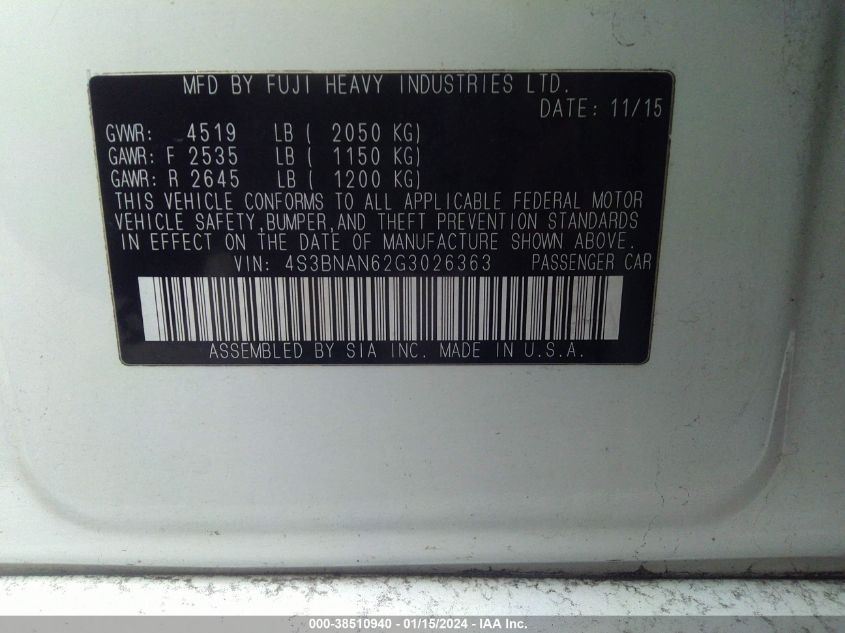 MFD BY FUJI HEAVY INDUSTRIES LTD.
DATE: 11/15
GVWR: 4519 LB ( 2050 KG)
GAWR: F 2535 LB ( 1150 KG)
GAWR: R 2645 LB ( 1200 KG)
THIS VEHICLE CONFORMS TO ALL APPLICABLE FEDERAL MOTOR
VEHICLE SAFETY,BUMPER,AND THEFT PREVENTION STANDARDS
IN EFFECT ON THE DATE OF MANUFACTURE SHOWN ABOVE.
VIN: 4S3BNAN62G3026363 PASSENGER CAR
ASSEMBLED BY SIA INC. MADE IN U.S.A.
000-38510940 - 01/15/2024 - IAA Inc.